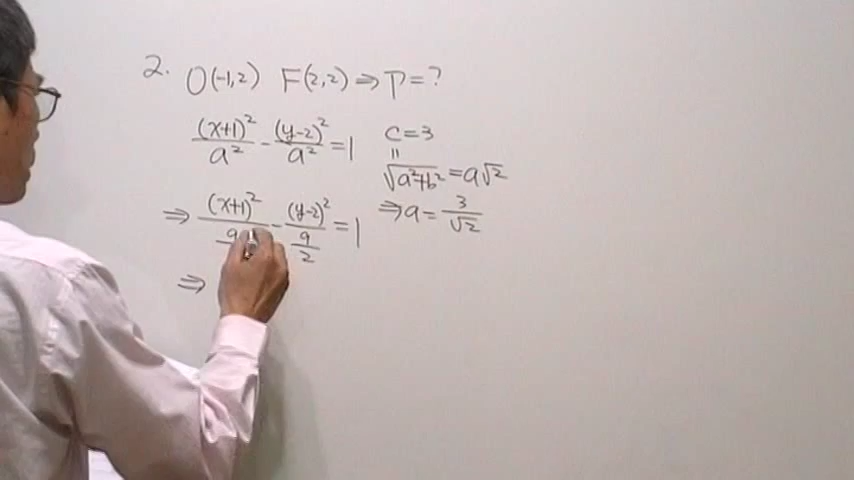 2. O(-1,2) F(2,2) ⇒ P = ?
(x+1)²/a² - (y-2)²/a² = 1 c = 3
= √(a²+b²) = a√2
⇒ (x+1)²/(9/ - (y-2)²/(9/2) = 1 ⇒ a = 3/√2
⇒